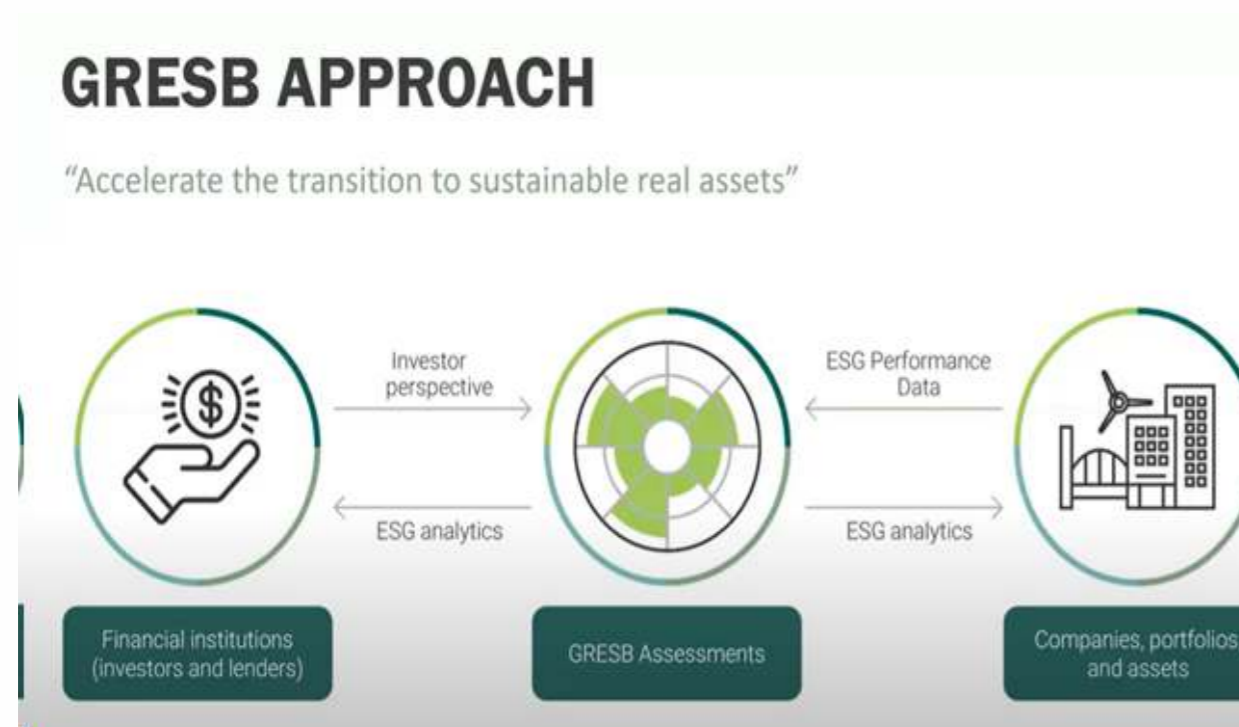 GRESB APPROACH
“Accelerate the transition to sustainable real assets”
Investor
perspective
ESG analytics
ESG Performance
Data
ESG analytics
$
Financial institutions
(investors and lenders)
GRESB Assessments
Companies, portfolios
and assets